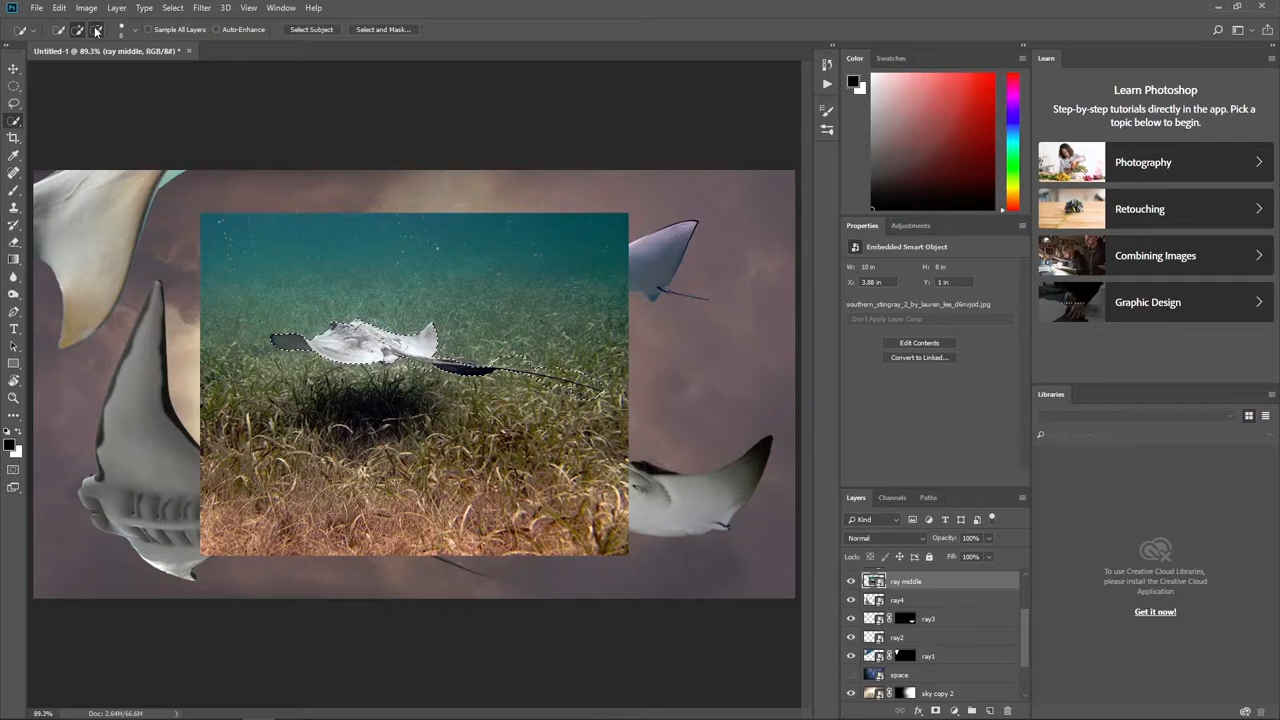 Ps File Edit Image Layer Type Select Filter 3D View Window Help
8 Sample All Layers Auto-Enhance Select Subject Select and Mask...
Untitled-1 @ 89.3% (ray middle, RGB/8#) * ×
Color Swatches
Learn
Learn Photoshop
Step-by-step tutorials directly in the app. Pick a
topic below to begin.
Photography
Retouching
Combining Images
Graphic Design
Properties Adjustments
Embedded Smart Object
W: 10 in H: 8 in
X: 3.88 in Y: 1 in
southern_stingray_2_by_lauren_lee_d6nvjod.jpg
Don't Apply Layer Comp
Edit Contents
Convert to Linked...
Libraries
To use Creative Cloud Libraries,
please install the Creative Cloud
Application
Get it now!
Layers Channels Paths
Kind
Normal Opacity: 100%
Lock: Fill: 100%
ray middle
ray4
ray3
ray2
ray1
space
sky copy 2
89.3% Doc: 2.64M/66.6M